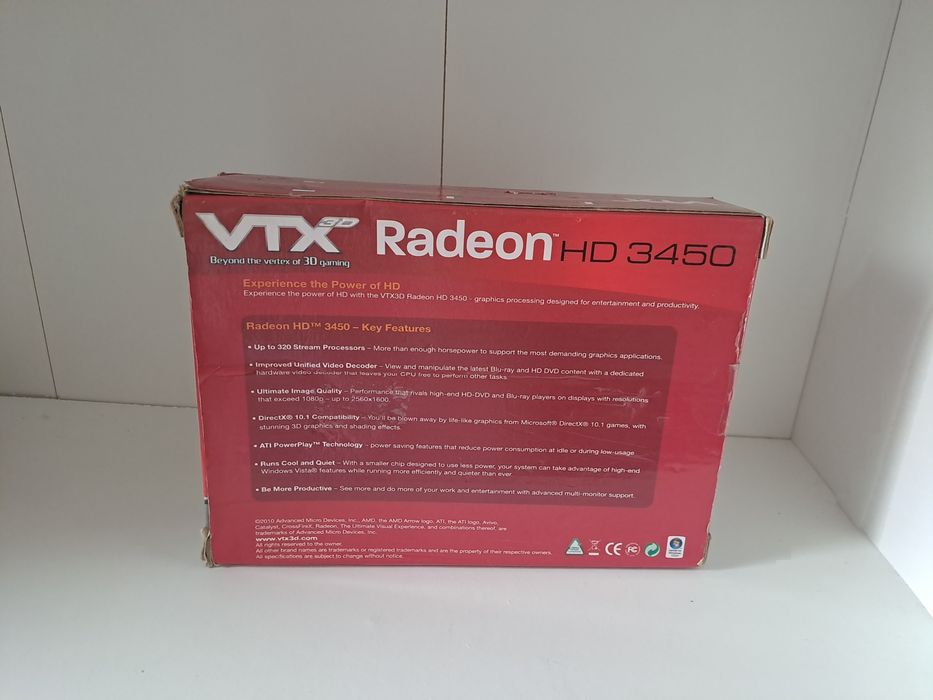 VTX 3D
Beyond the vertex of 3D gaming
Radeon™ HD 3450
Experience the Power of HD
Experience the power of HD with the VTX3D Radeon HD 3450 - graphics processing designed for entertainment and productivity.
Radeon HD™ 3450 – Key Features
• Up to 320 Stream Processors – More than enough horsepower to support the most demanding graphics applications.
• Improved Unified Video Decoder – View and manipulate the latest Blu-ray and HD DVD content with a dedicated
hardware video decoder that leaves your CPU free to perform other tasks
• Ultimate Image Quality – Performance that rivals high-end HD-DVD and Blu-ray players on displays with resolutions
that exceed 1080p – up to 2560x1600.
• DirectX® 10.1 Compatibility – You'll be blown away by life-like graphics from Microsoft® DirectX® 10.1 games, with
stunning 3D graphics and shading effects.
• ATI PowerPlay™ Technology – power saving features that reduce power consumption at idle or during low-usage
• Runs Cool and Quiet – With a smaller chip designed to use less power, your system can take advantage of high-end
Windows Vista® features while running more efficiently and quieter than ever.
• Be More Productive – See more and do more of your work and entertainment with advanced multi-monitor support.
©2010 Advanced Micro Devices, Inc., AMD, the AMD Arrow logo, ATI, the ATI logo, Avivo,
Catalyst, CrossFireX, Radeon, The Ultimate Visual Experience, and combinations thereof, are
trademarks of Advanced Micro Devices, Inc.
www.vtx3d.com
All rights reserved to the owner.
All other brand names are trademarks or registered trademarks and are the property of their respective owners.
All specifications are subject to change without notice.
CE FC